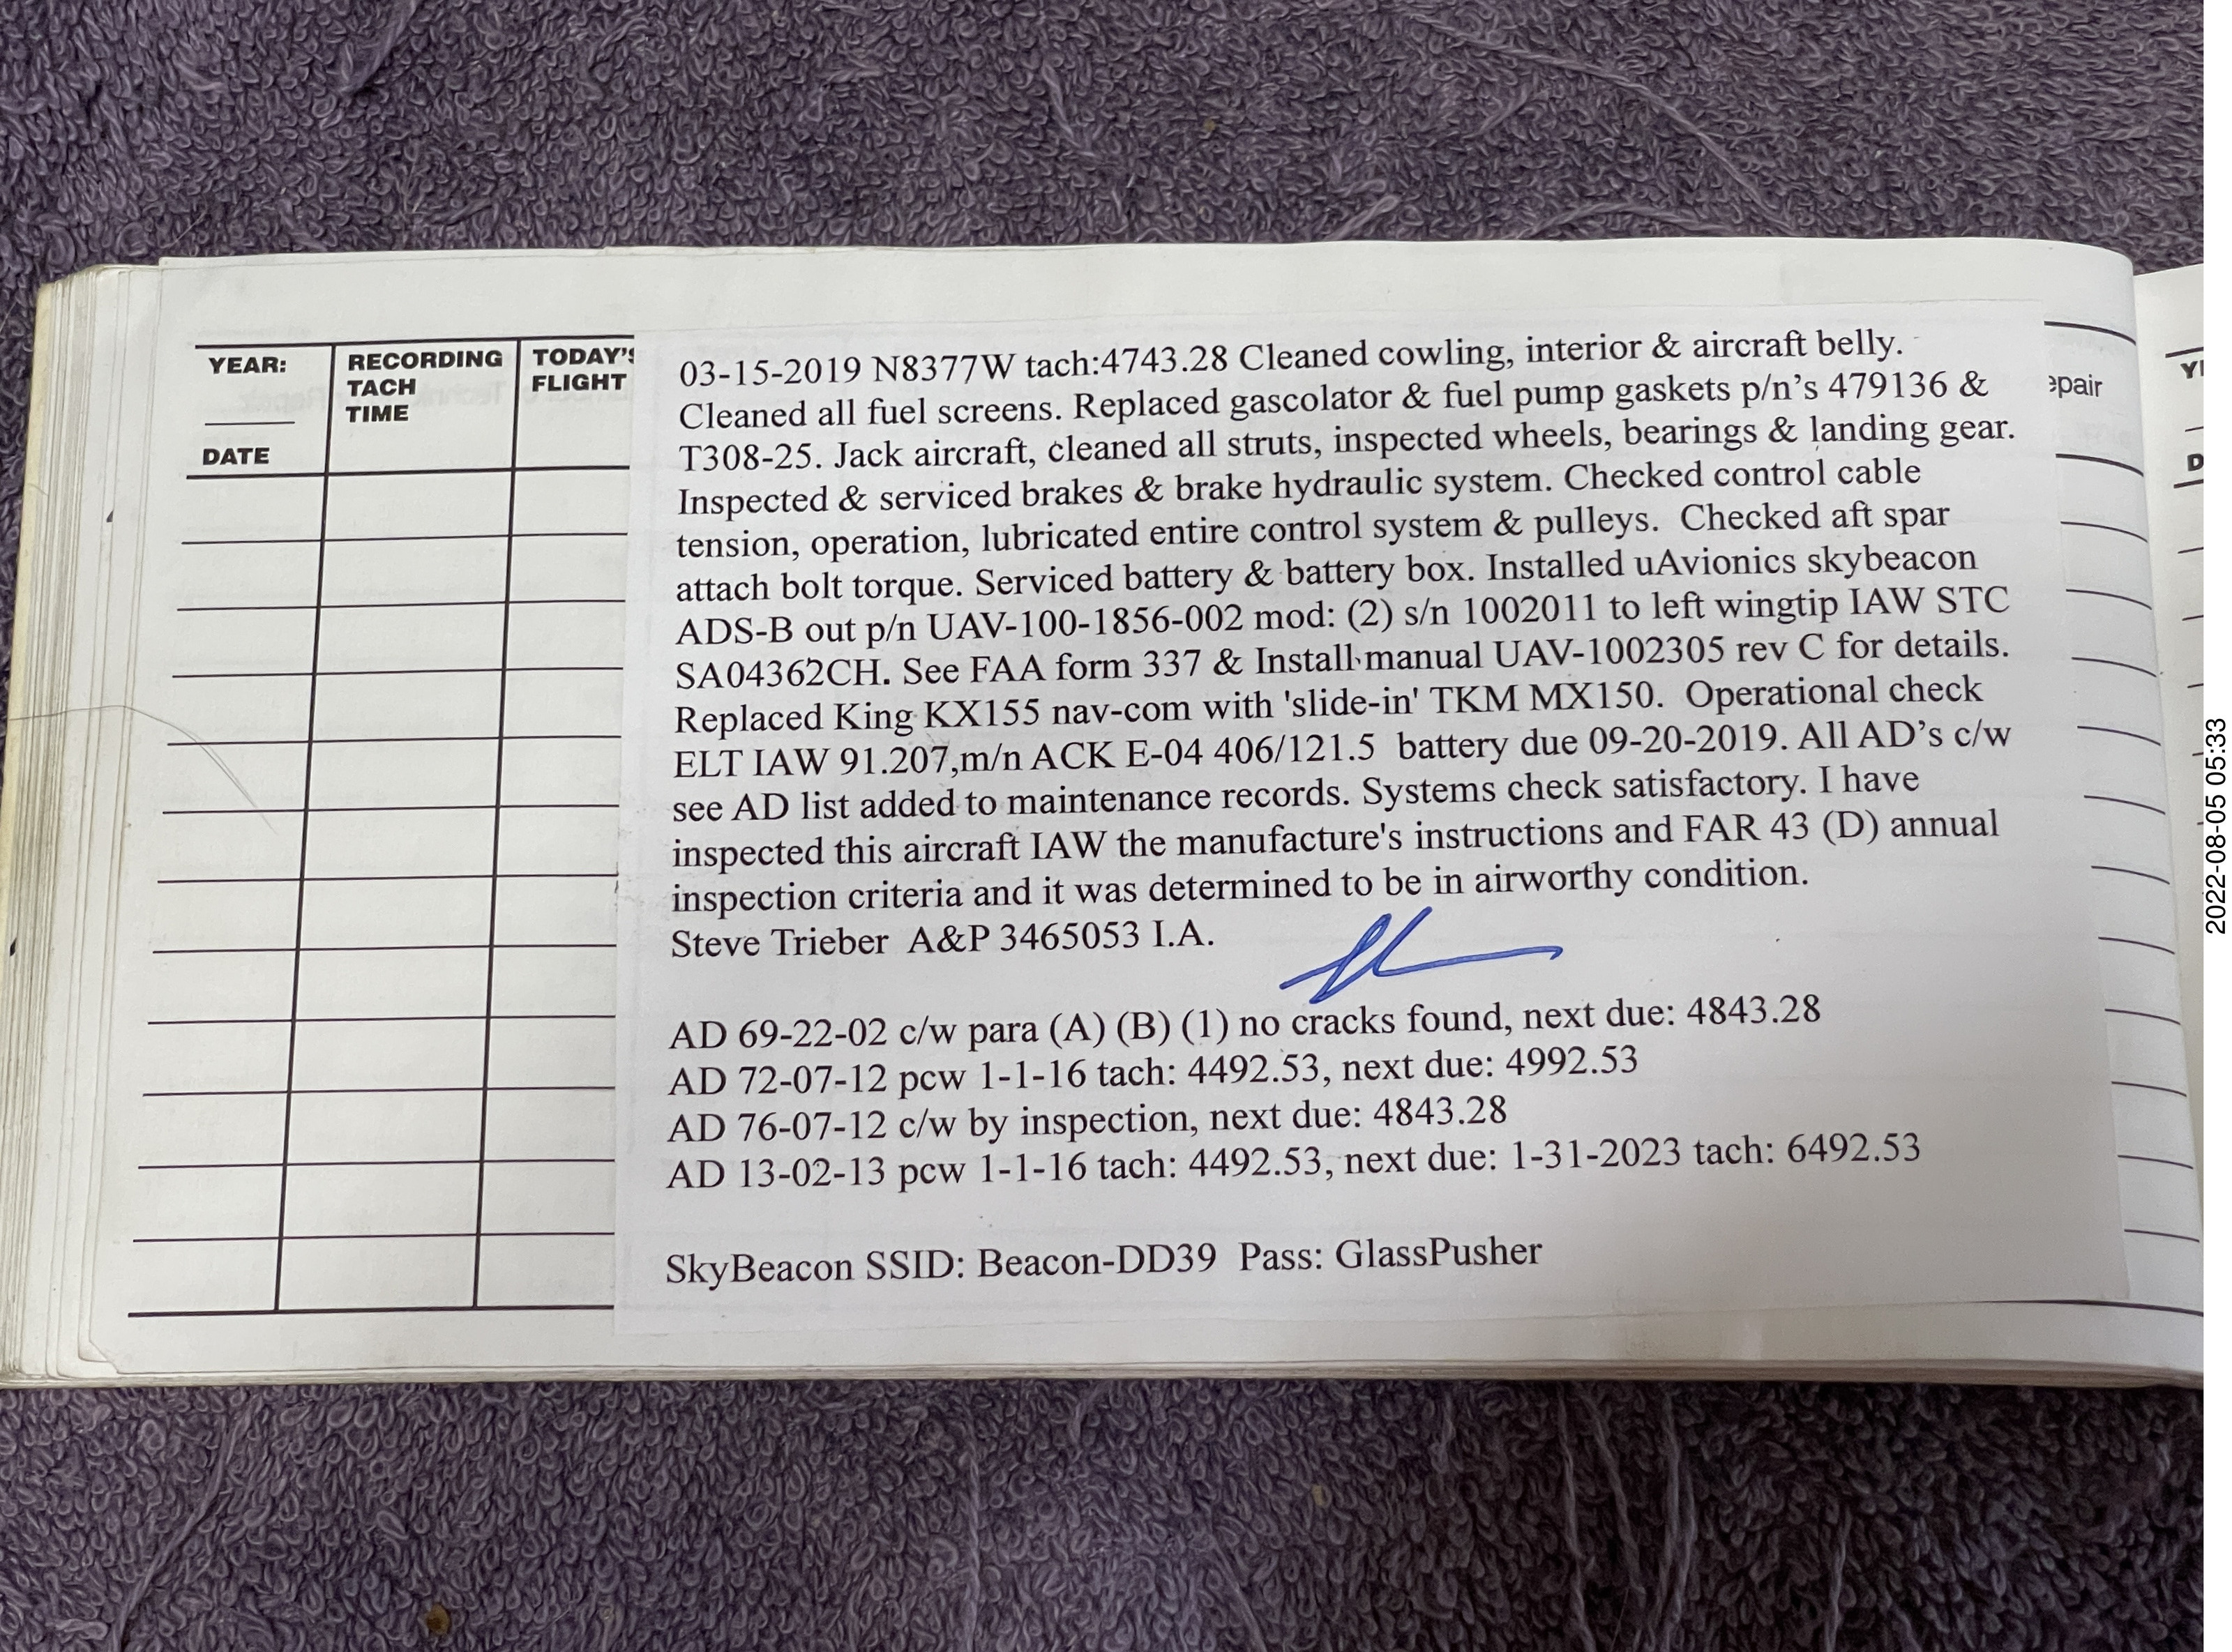 YEAR:
DATE
RECORDING
TACH
TIME
TODAY'S
FLIGHT
03-15-2019 N8377W tach:4743.28 Cleaned cowling, interior & aircraft belly.
Cleaned all fuel screens. Replaced gascolator & fuel pump gaskets p/n's 479136 &
T308-25. Jack aircraft, cleaned all struts, inspected wheels, bearings & landing gear.
Inspected & serviced brakes & brake hydraulic system. Checked control cable
tension, operation, lubricated entire control system & pulleys. Checked aft spar
attach bolt torque. Serviced battery & battery box. Installed uAvionics skybeacon
ADS-B out p/n UAV-100-1856-002 mod: (2) s/n 1002011 to left wingtip IAW STC
SA04362CH. See FAA form 337 & Install manual UAV-1002305 rev C for details.
Replaced King KX155 nav-com with 'slide-in' TKM MX150. Operational check
ELT IAW 91.207,m/n ACK E-04 406/121.5 battery due 09-20-2019. All AD's c/w
see AD list added to maintenance records. Systems check satisfactory. I have
inspected this aircraft IAW the manufacture's instructions and FAR 43 (D) annual
inspection criteria and it was determined to be in airworthy condition.
Steve Trieber A&P 3465053 I.A.
AD 69-22-02 c/w para (A) (B) (1) no cracks found, next due: 4843.28
AD 72-07-12 pcw 1-1-16 tach: 4492.53, next due: 4992.53
AD 76-07-12 c/w by inspection, next due: 4843.28
AD 13-02-13 pcw 1-1-16 tach: 4492.53, next due: 1-31-2023 tach: 6492.53
SkyBeacon SSID: Beacon-DD39 Pass: GlassPusher
epair
Y
D
2022-08-05 05:33